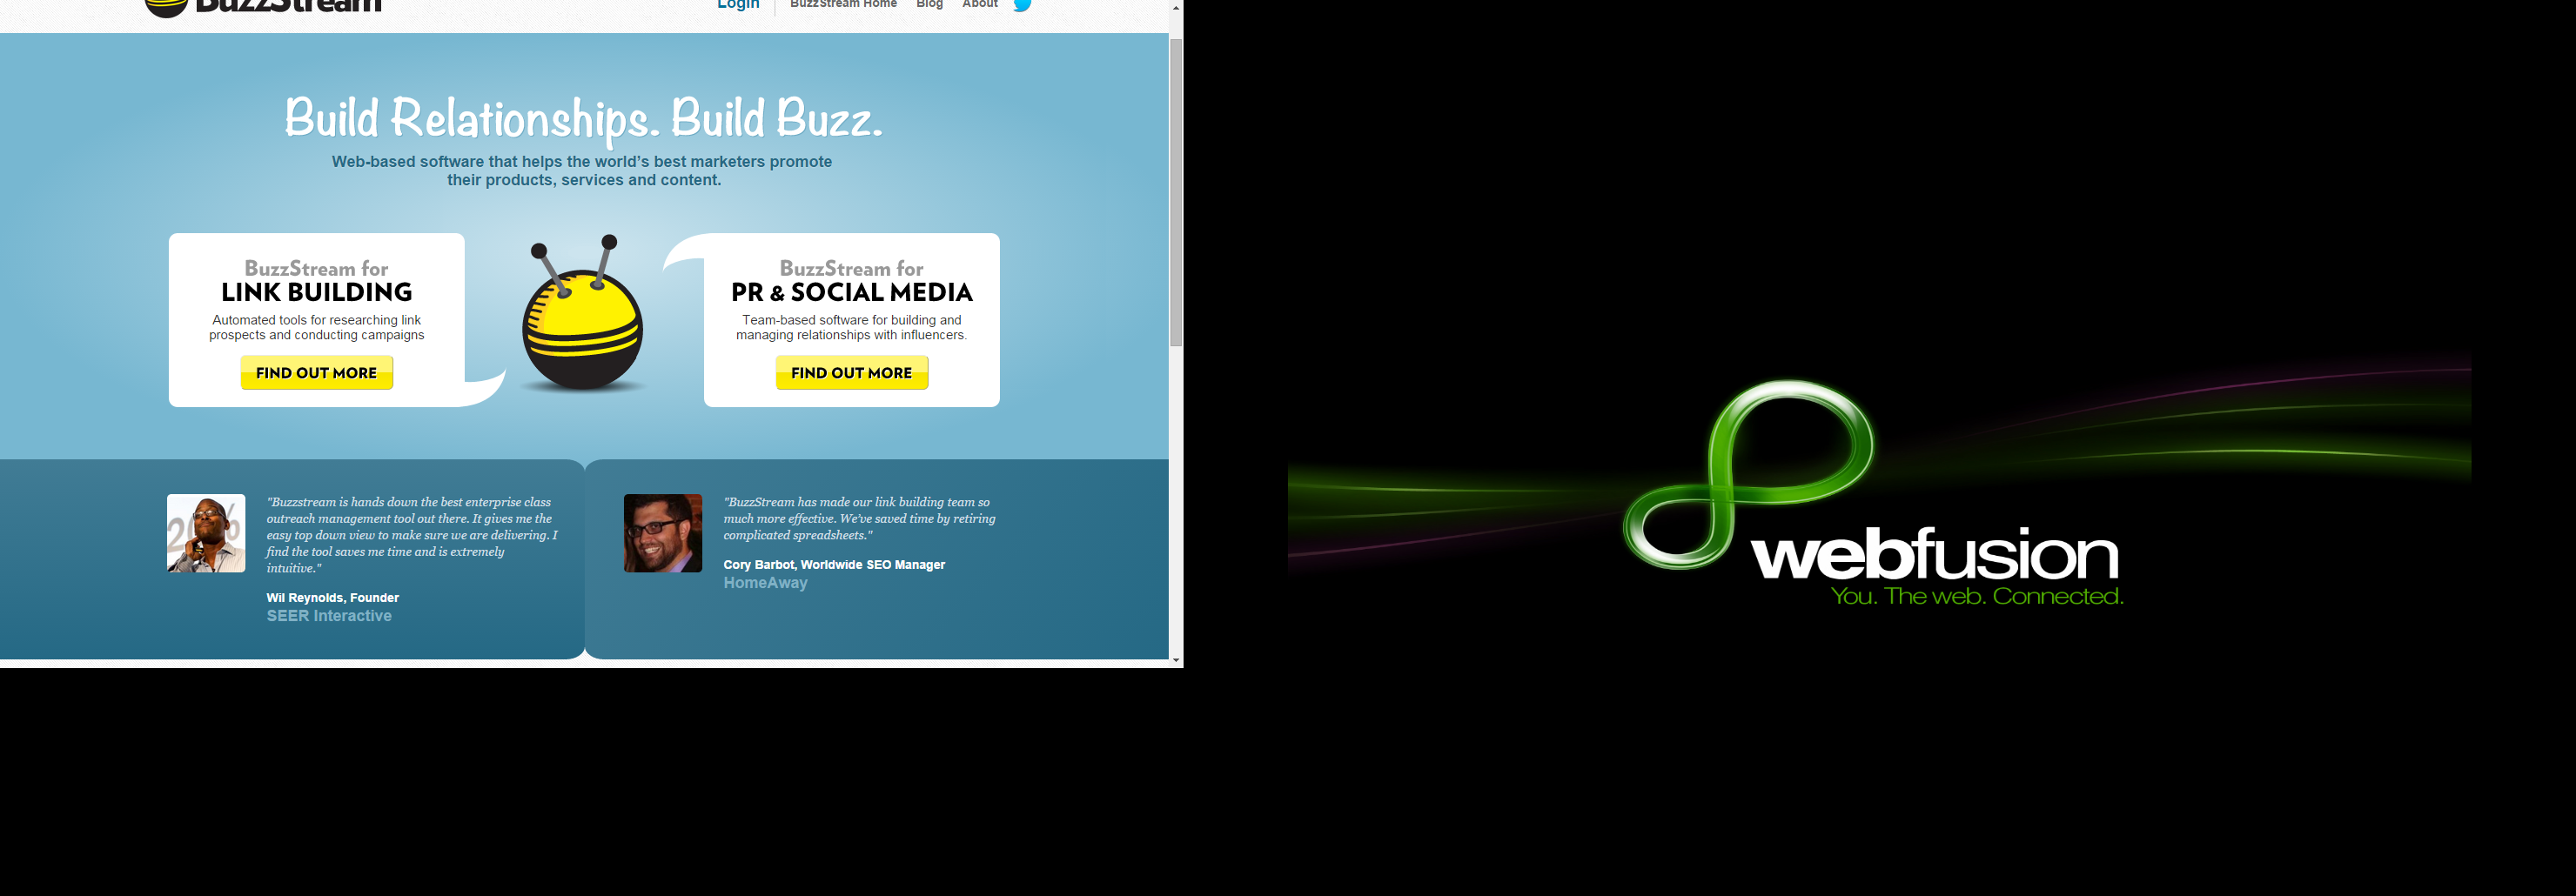 BuzzStream
Login
BuzzStream Home
Blog
About
Build Relationships. Build Buzz.
Web-based software that helps the world's best marketers promote
their products, services and content.
BuzzStream for
LINK BUILDING
Automated tools for researching link
prospects and conducting campaigns
FIND OUT MORE
BuzzStream for
PR & SOCIAL MEDIA
Team-based software for building and
managing relationships with influencers.
FIND OUT MORE
"Buzzstream is hands down the best enterprise class
outreach management tool out there. It gives me the
easy top down view to make sure we are delivering. I
find the tool saves me time and is extremely
intuitive."
Wil Reynolds, Founder
SEER Interactive
"BuzzStream has made our link building team so
much more effective. We've saved time by retiring
complicated spreadsheets."
Cory Barbot, Worldwide SEO Manager
HomeAway
webfusion
You. The web. Connected.